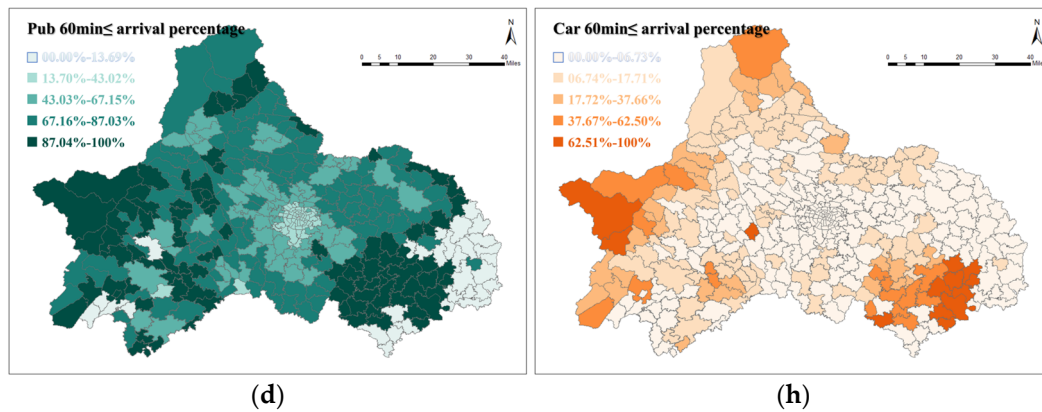 Pub 60min≤ arrival percentage
00.00%-13.69%
13.70%-43.02%
43.03%-67.15%
67.16%-87.03%
87.04%-100%
N
0 5 10 20 30 40
Miles
(d)
Car 60min≤ arrival percentage
00.00%-06.73%
06.74%-17.71%
17.72%-37.66%
37.67%-62.50%
62.51%-100%
N
0 5 10 20 30 40
Miles
(h)